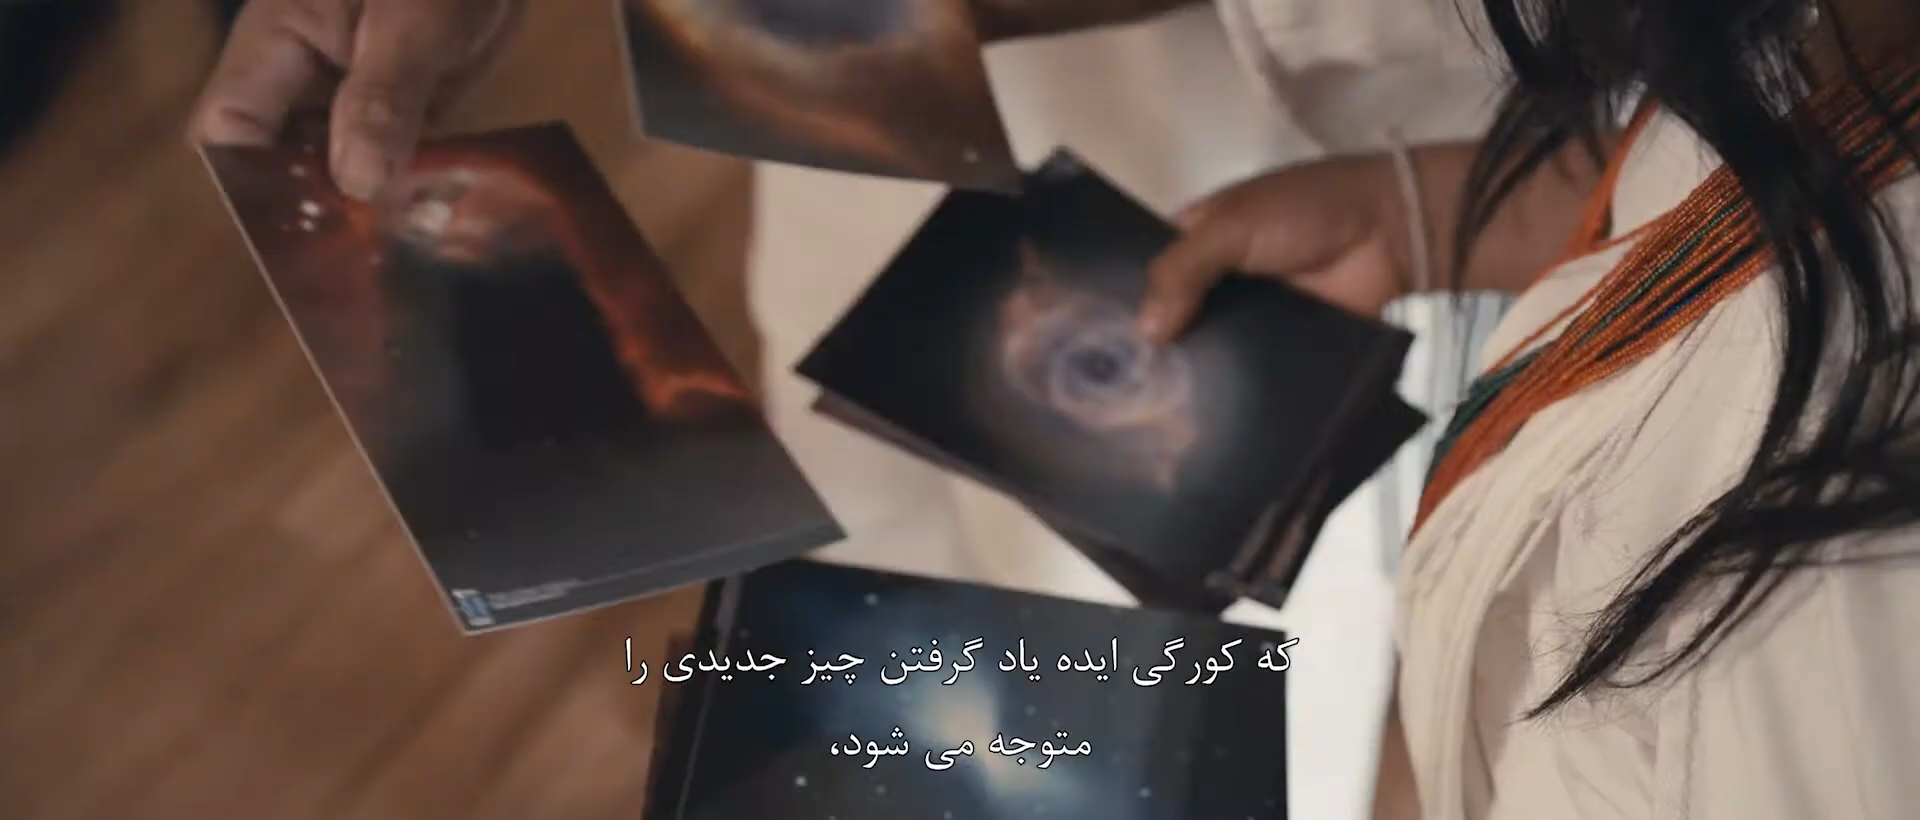 که کورگی ایده یاد گرفتن چیز جدیدی را
متوجه می شود،